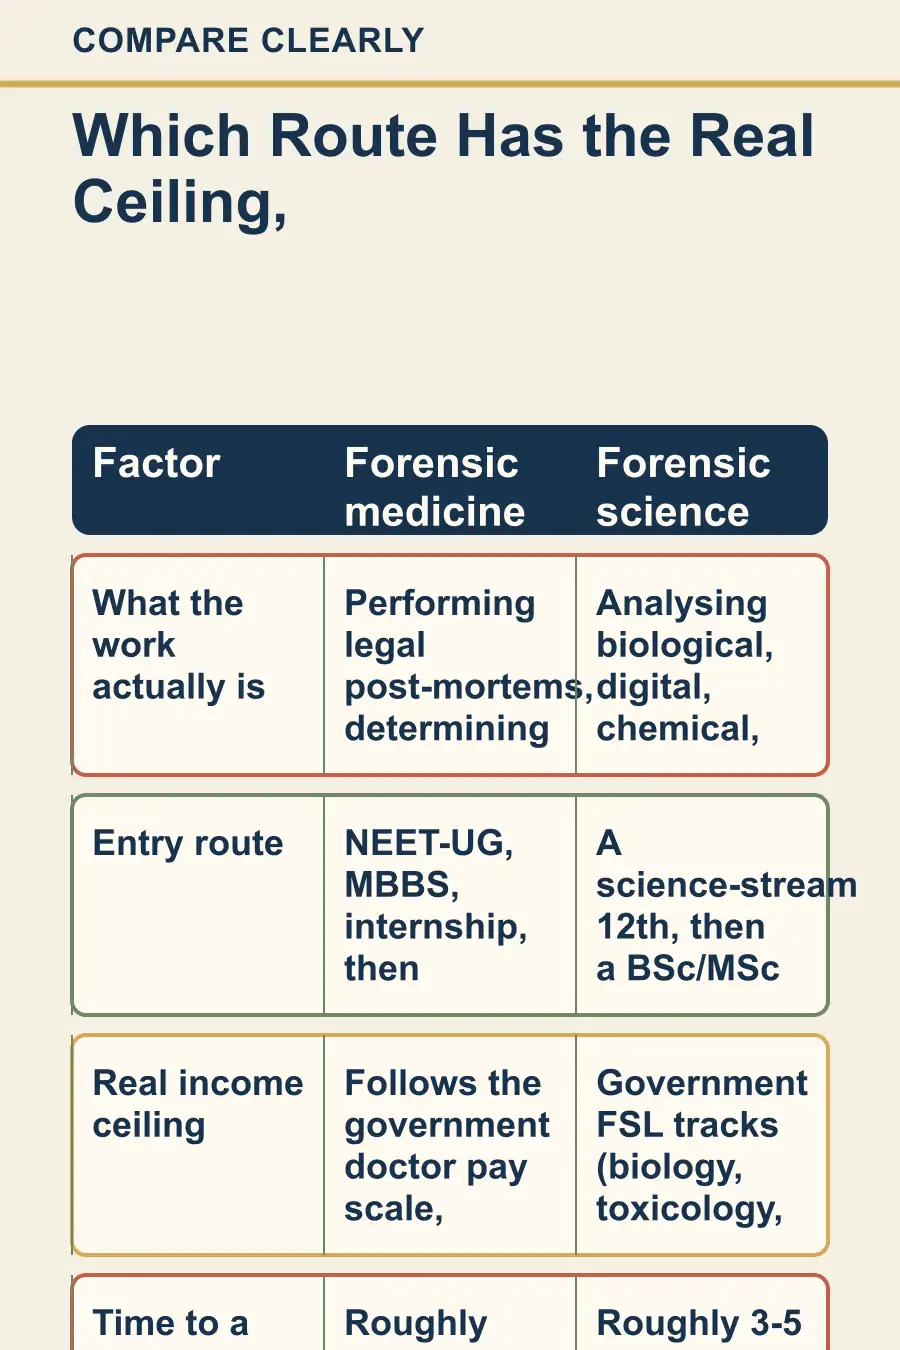 COMPARE CLEARLY
Which Route Has the Real
Ceiling,
Factor
Forensic
medicine
Forensic
science
What the
work
actually is
Performing
legal
post-mortems,
determining
Analysing
biological,
digital,
chemical,
Entry route
NEET-UG,
MBBS,
internship,
then
A
science-stream
12th, then
a BSc/MSc
Real income
ceiling
Follows the
government
doctor pay
scale,
Government
FSL tracks
(biology,
toxicology,
Time to a
Roughly
Roughly 3-5